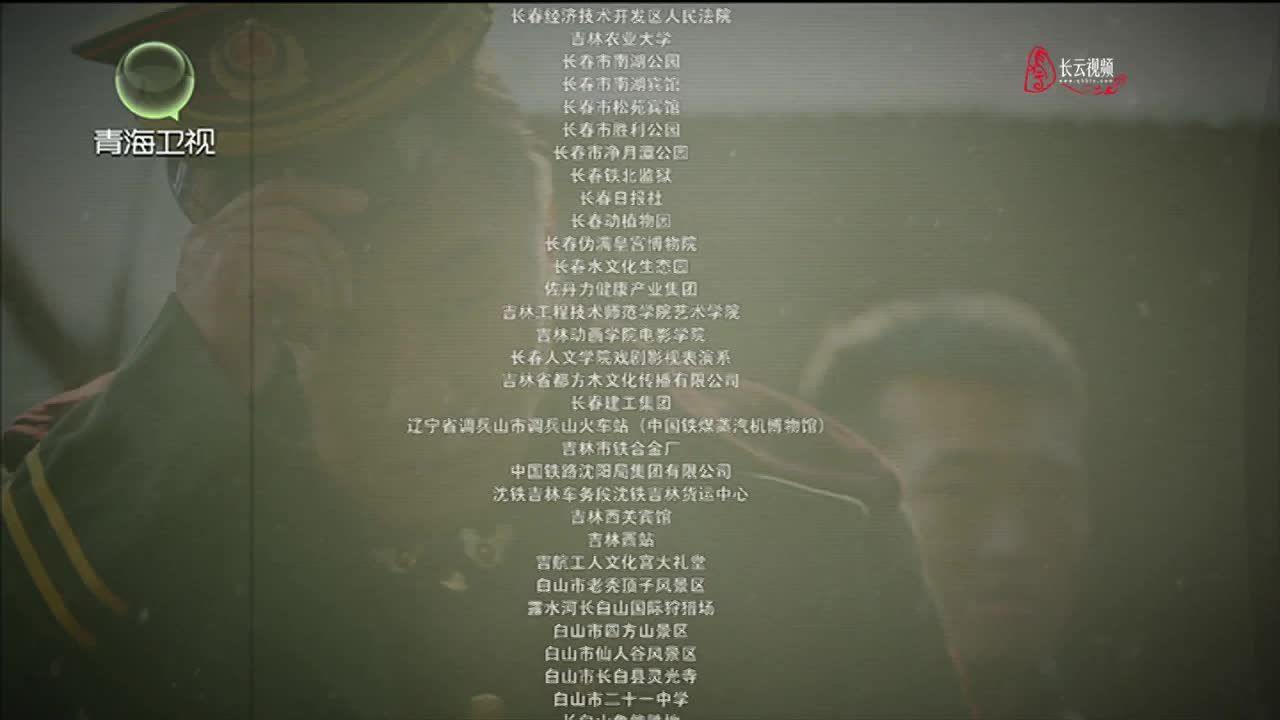 长春经济技术开发区人民法院
吉林农业大学
长春市南湖公园
长春市南湖宾馆
长春市松苑宾馆
长春市胜利公园
长春市净月潭公园
长春铁北监狱
长春日报社
长春动植物园
长春伪满皇宫博物院
长春水文化生态园
佐丹力健康产业集团
吉林工程技术师范学院艺术学院
吉林动画学院电影学院
长春人文学院戏剧影视表演系
吉林省都方木文化传播有限公司
长春建工集团
辽宁省调兵山市调兵山火车站（中国铁煤蒸汽机博物馆）
吉林市铁合金厂
中国铁路沈阳局集团有限公司
沈铁吉林车务段沈铁吉林货运中心
吉林西关宾馆
吉林西站
吉航工人文化宫大礼堂
白山市老秃顶子风景区
露水河长白山国际狩猎场
白山市四方山景区
白山市仙人谷风景区
白山市长白县灵光寺
白山市二十一中学
青海卫视
长云视频